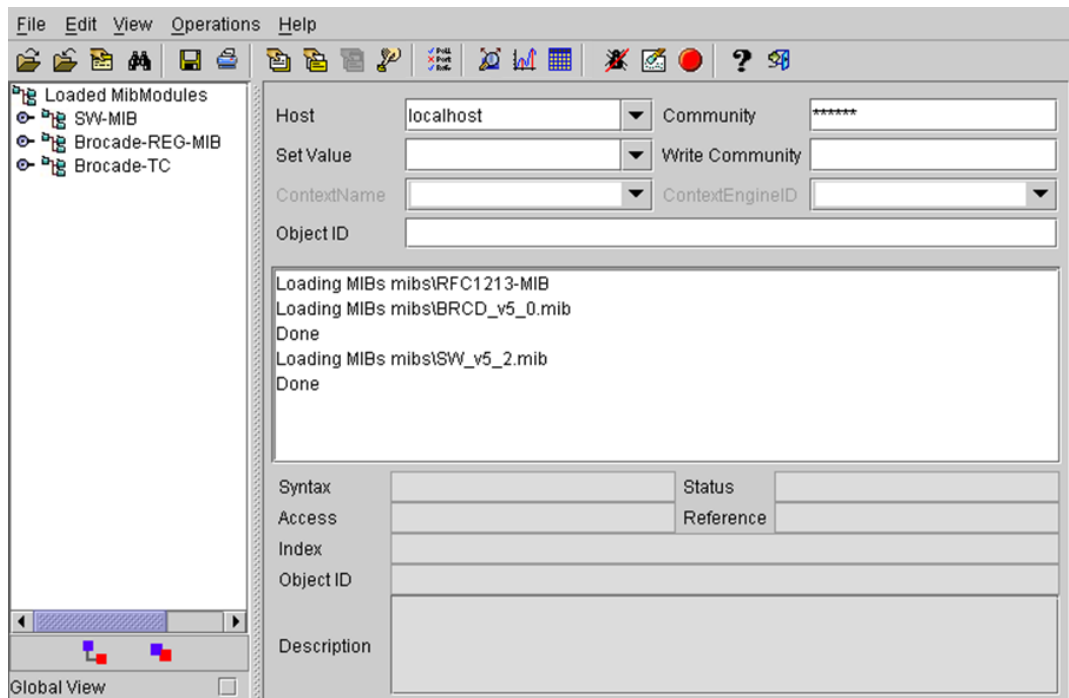 File Edit View Operations Help
Loaded MibModules
SW-MIB
Brocade-REG-MIB
Brocade-TC
Global View
Host localhost Community ******
Set Value Write Community
ContextName ContextEngineID
Object ID
Loading MIBs mibs\RFC1213-MIB
Loading MIBs mibs\BRCD_v5_0.mib
Done
Loading MIBs mibs\SW_v5_2.mib
Done
Syntax Status
Access Reference
Index
Object ID
Description